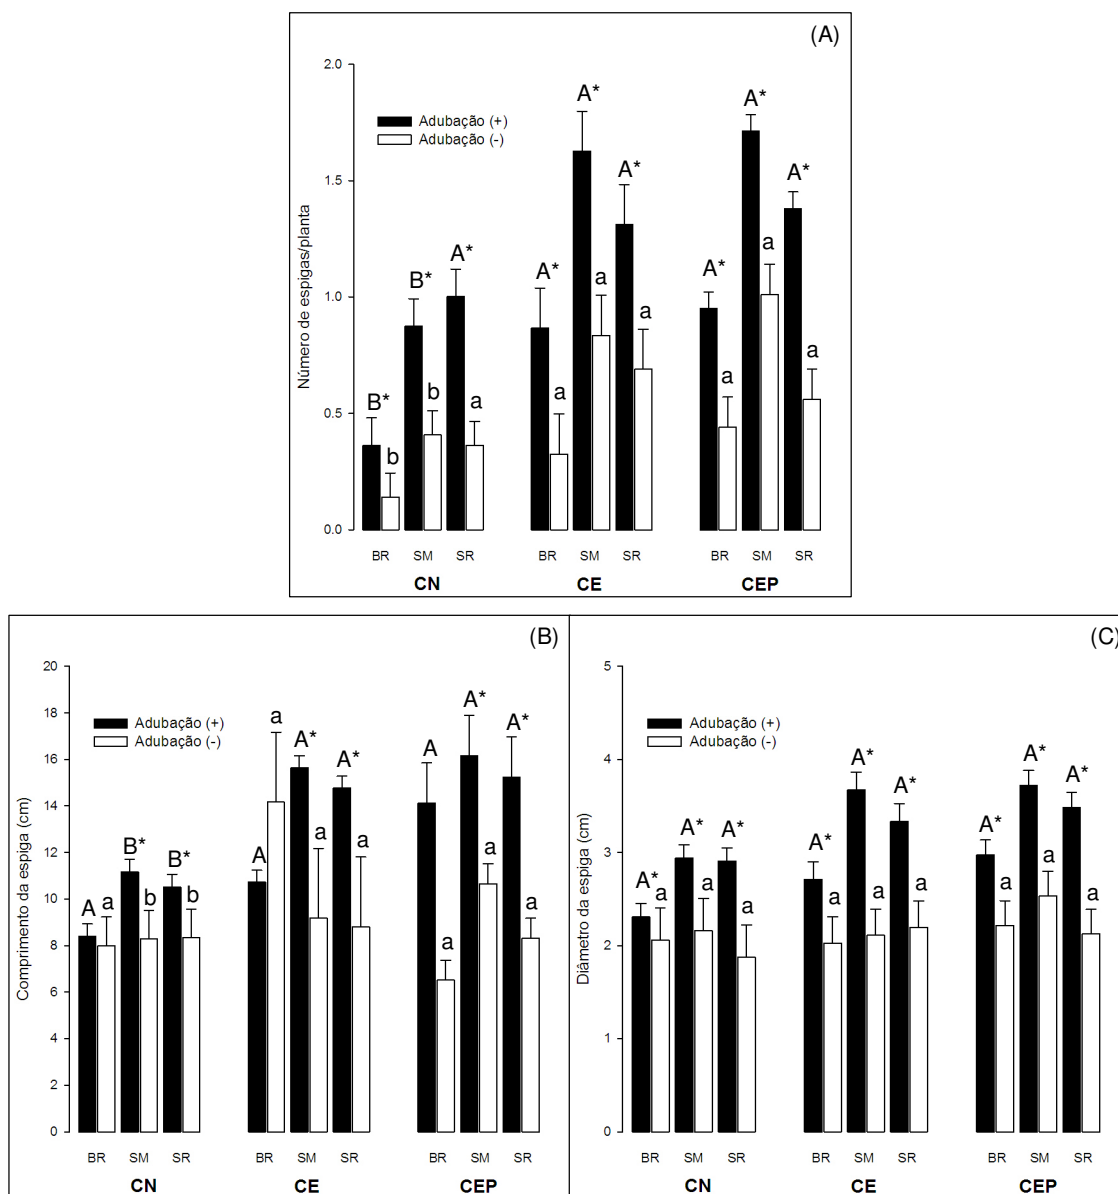 (A)
2.0
1.5
1.0
0.5
0.0
Número de espigas/planta
Adubação (+)
Adubação (-)
B* b B* b A* a
A* a A* a A* a
A* a A* a A* a
BR SM SR BR SM SR BR SM SR
CN CE CEP
(B)
20
18
16
14
12
10
8
6
4
2
0
Comprimento da espiga (cm)
Adubação (+)
Adubação (-)
A a B* b B* b
A a A* a A* a
A a A* a A* a
BR SM SR BR SM SR BR SM SR
CN CE CEP
(C)
5
4
3
2
1
0
Diâmetro da espiga (cm)
Adubação (+)
Adubação (-)
A* a A* a A* a
A* a A* a A* a
A* a A* a A* a
BR SM SR BR SM SR BR SM SR
CN CE CEP